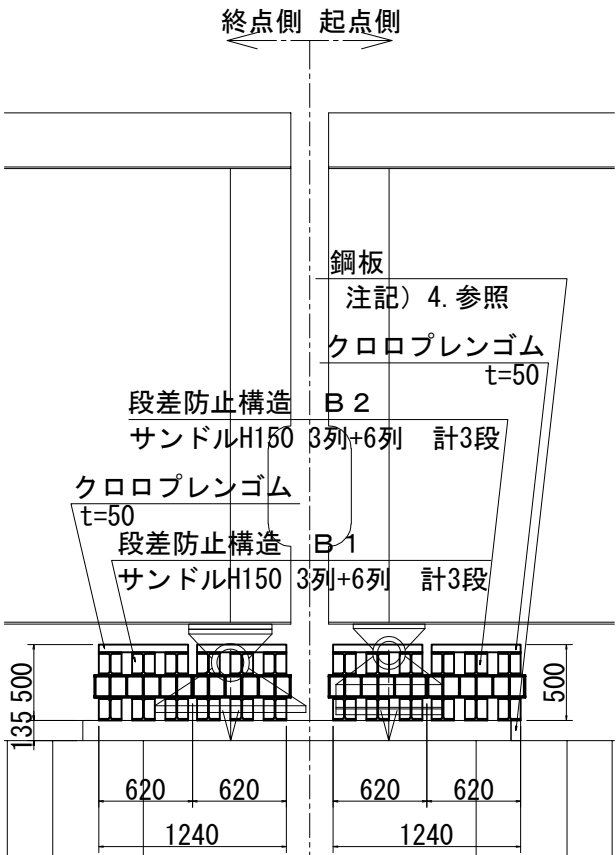 終点側 起点側
鋼板
注記) 4.参照
クロロプレンゴム
t=50
段差防止構造 B2
サンドルH150 3列+6列 計3段
クロロプレンゴム
t=50
段差防止構造 B1
サンドルH150 3列+6列 計3段
500
135
500
620 620 620 620
1240 1240